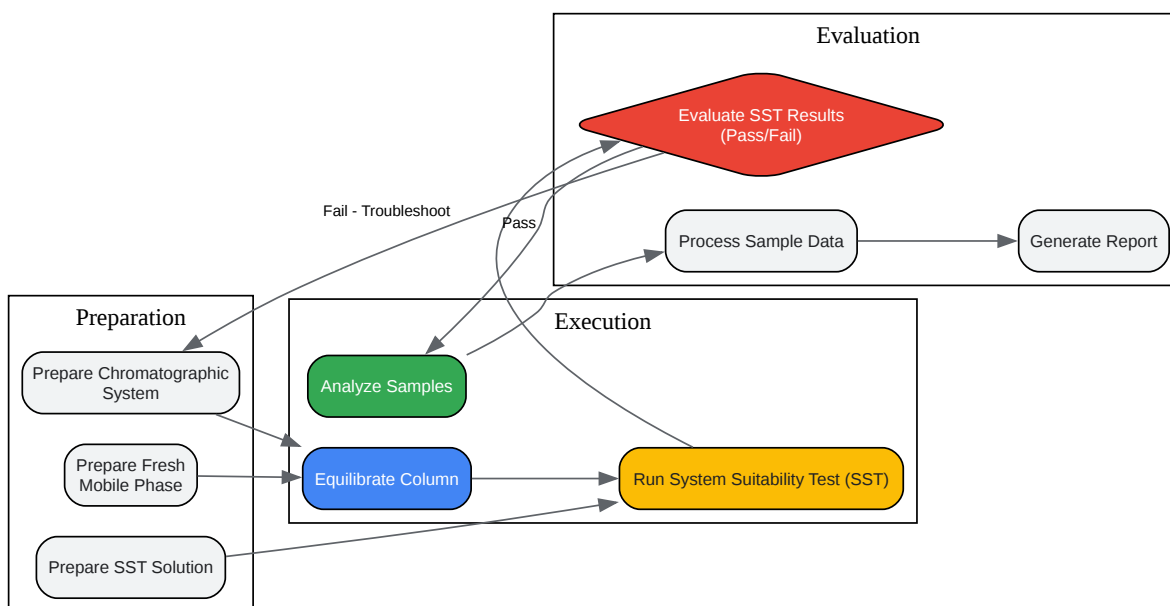 Evaluation
Evaluate SST Results
(Pass/Fail)
Fail - Troubleshoot
Pass
Process Sample Data
Generate Report
Preparation
Execution
Prepare Chromatographic
System
Analyze Samples
Prepare Fresh
Mobile Phase
Equilibrate Column
Run System Suitability Test (SST)
Prepare SST Solution